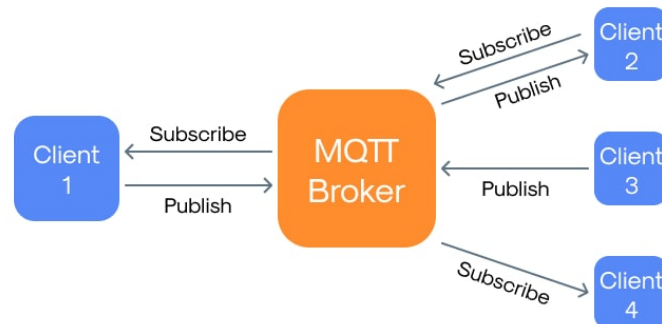 Client
1
Subscribe
Publish
MQTT
Broker
Subscribe
Publish
Client
2
Publish
Client
3
Subscribe
Client
4